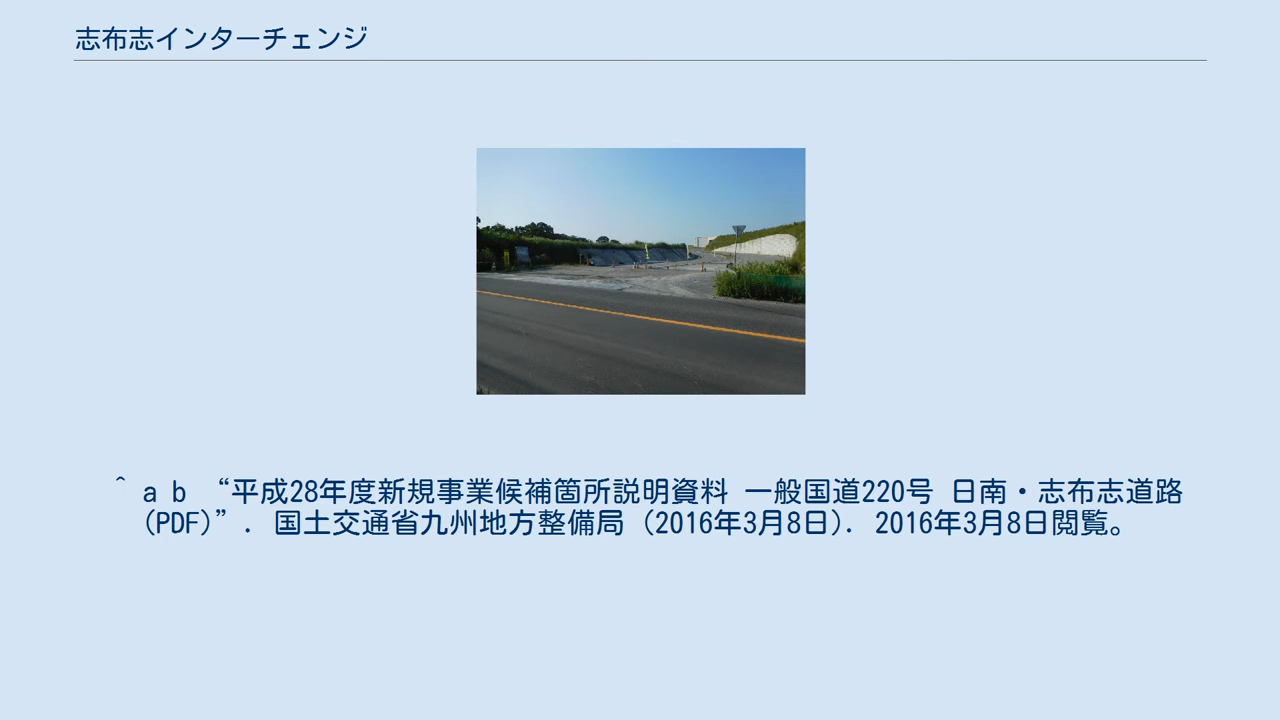 志布志インターチェンジ
^ a b “平成28年度新規事業候補箇所説明資料 一般国道220号 日南・志布志道路
(PDF)”. 国土交通省九州地方整備局 (2016年3月8日). 2016年3月8日閲覧。